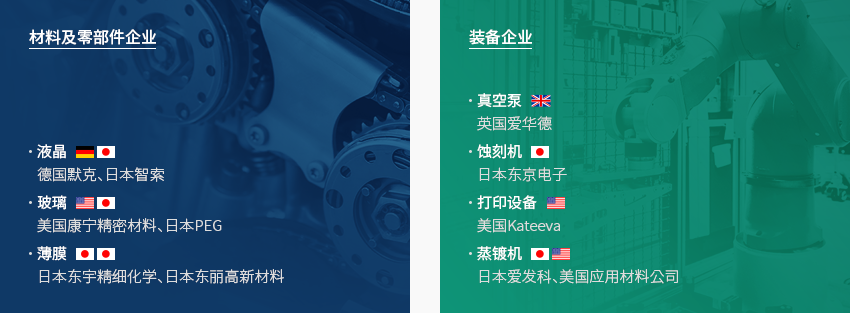 材料及零部件企业
· 液晶
德国默克、日本智索
· 玻璃
美国康宁精密材料、日本PEG
· 薄膜
日本东宇精细化学、日本东丽高新材料
装备企业
· 真空泵
英国爱华德
· 蚀刻机
日本东京电子
· 打印设备
美国Kateeva
· 蒸镀机
日本爱发科、美国应用材料公司